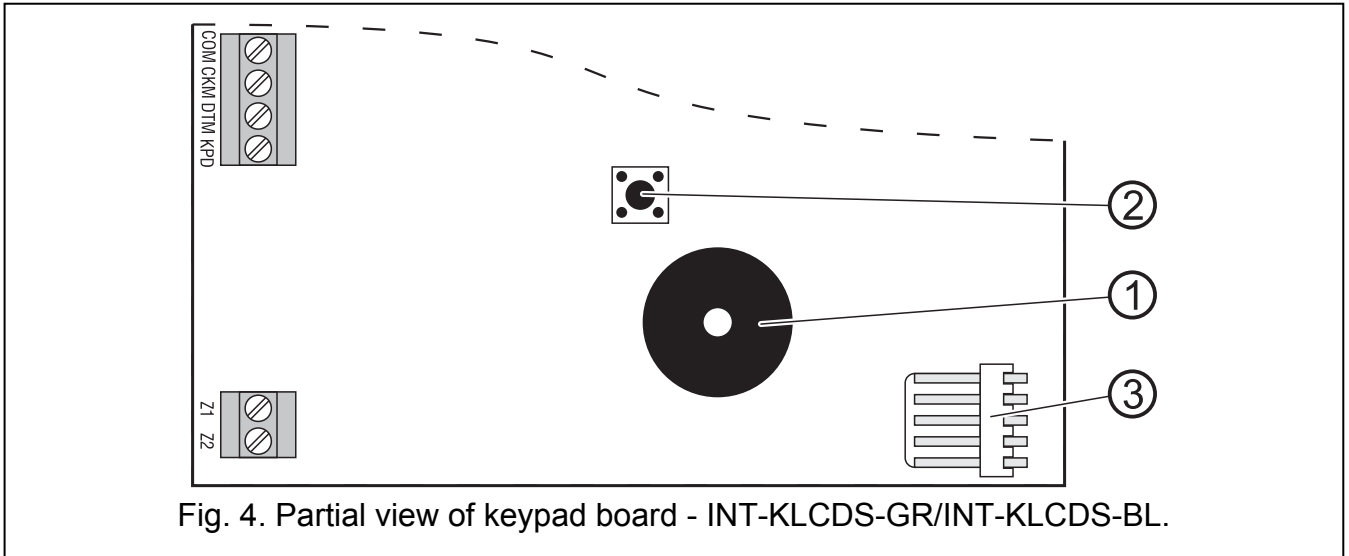 COM CKM DTM KPD
2
1
Z1
Z2
3
Fig. 4. Partial view of keypad board - INT-KLCDS-GR/INT-KLCDS-BL.